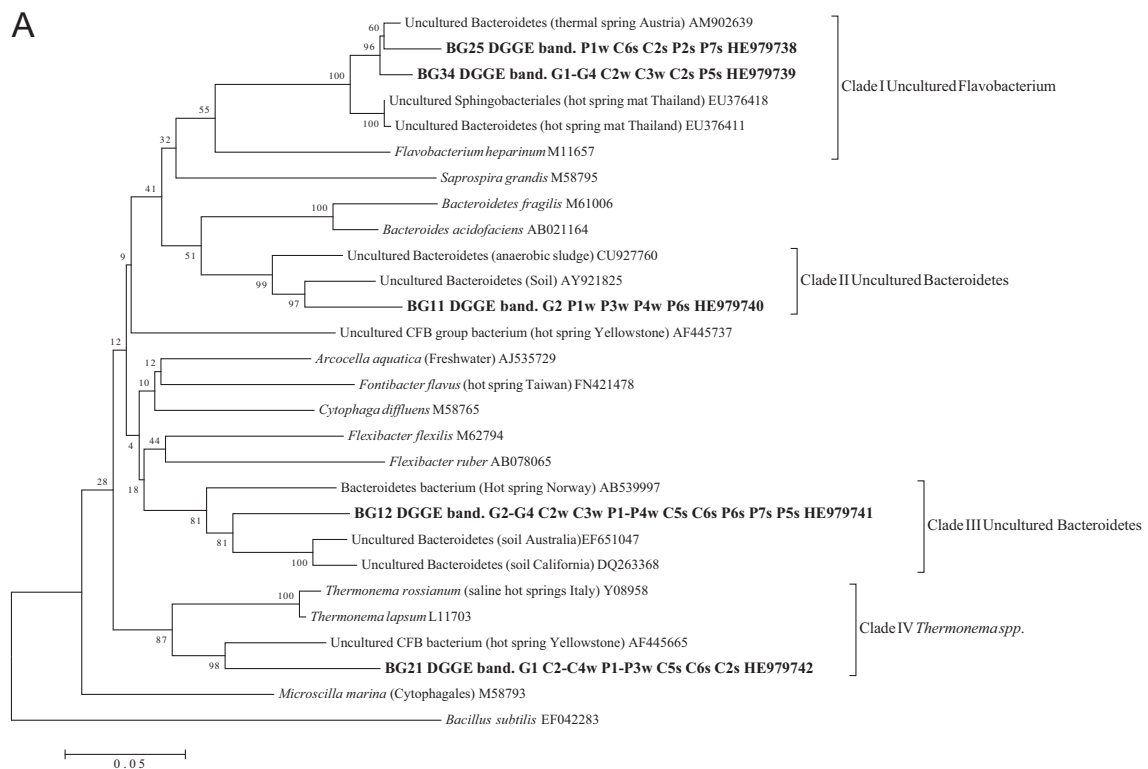 A
Uncultured Bacteroidetes (thermal spring Austria) AM902639
60
BG25 DGGE band. P1w C6s C2s P2s P7s HE979738
96
BG34 DGGE band. G1-G4 C2w C3w C2s P5s HE979739
100
Clade I Uncultured Flavobacterium
Uncultured Sphingobacteriales (hot spring mat Thailand) EU376418
55
100
Uncultured Bacteroidetes (hot spring mat Thailand) EU376411
32
Flavobacterium heparinum M11657
Saprospira grandis M58795
41
Bacteroidetes fragilis M61006
100
Bacteroides acidofaciens AB021164
51
Uncultured Bacteroidetes (anaerobic sludge) CU927760
9
99
Uncultured Bacteroidetes (Soil) AY921825
Clade II Uncultured Bacteroidetes
97
BG11 DGGE band. G2 P1w P3w P4w P6s HE979740
Uncultured CFB group bacterium (hot spring Yellowstone) AF445737
12
Arcocella aquatica (Freshwater) AJ535729
12
10
Fontibacter flavus (hot spring Taiwan) FN421478
Cytophaga diffluens M58765
4
44
Flexibacter flexilis M62794
Flexibacter ruber AB078065
28
18
Bacteroidetes bacterium (Hot spring Norway) AB539997
81
BG12 DGGE band. G2-G4 C2w C3w P1-P4w C5s C6s P6s P7s P5s HE979741
Clade III Uncultured Bacteroidetes
81
Uncultured Bacteroidetes (soil Australia)EF651047
100
Uncultured Bacteroidetes (soil California) DQ263368
Thermonema rossianum (saline hot springs Italy) Y08958
100
Thermonema lapsum L11703
87
Clade IV Thermonema spp.
Uncultured CFB bacterium (hot spring Yellowstone) AF445665
98
BG21 DGGE band. G1 C2-C4w P1-P3w C5s C6s C2s HE979742
Microscilla marina (Cytophagales) M58793
Bacillus subtilis EF042283
0.05